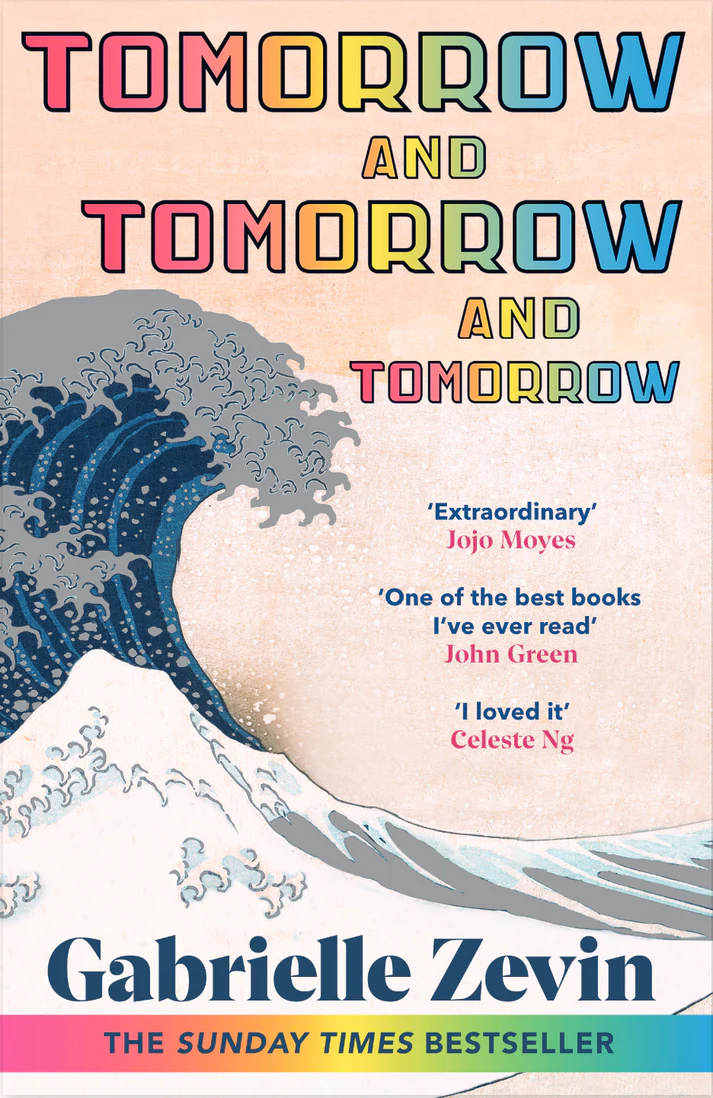 TOMORROW
AND
TOMORROW
AND
TOMORROW
‘Extraordinary’
Jojo Moyes
‘One of the best books
I’ve ever read’
John Green
‘I loved it’
Celeste Ng
Gabrielle Zevin
THE SUNDAY TIMES BESTSELLER